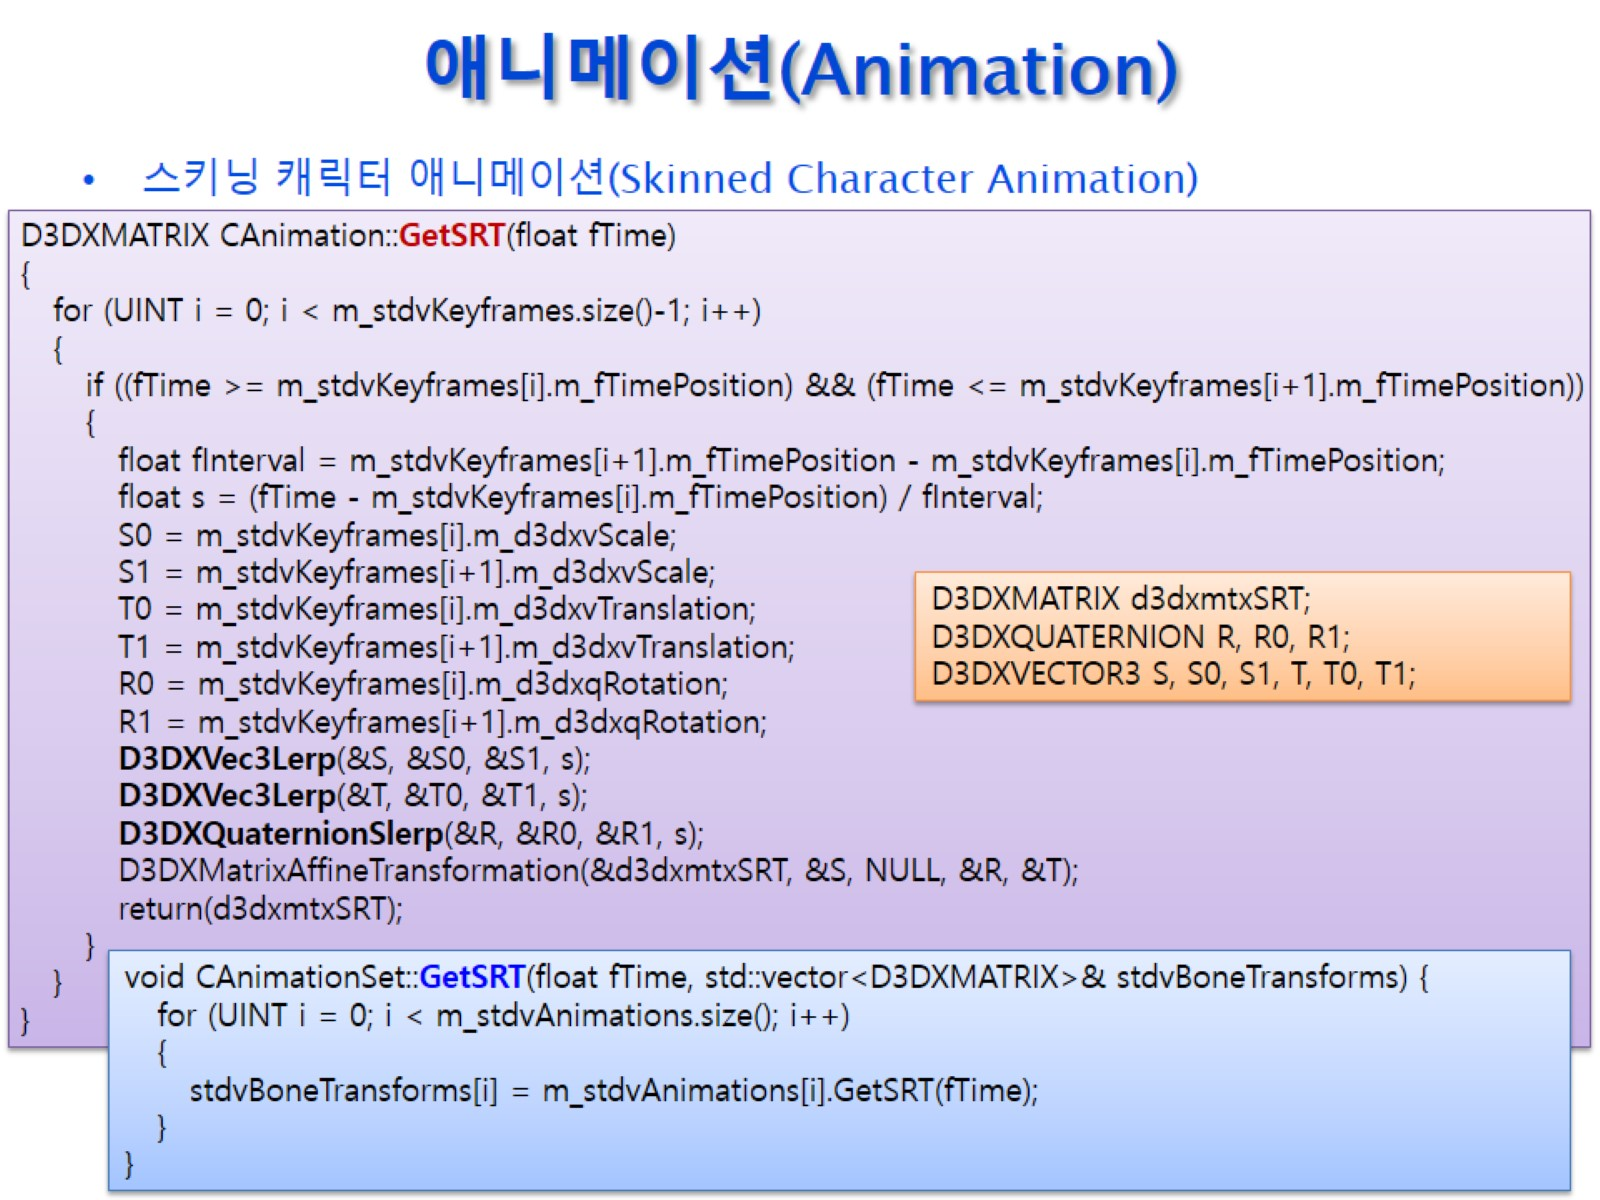 애니메이션(Animation)
• 스키닝 캐릭터 애니메이션(Skinned Character Animation)
D3DXMATRIX CAnimation::GetSRT(float fTime)
{
for (UINT i = 0; i < m_stdvKeyframes.size()-1; i++)
{
if ((fTime >= m_stdvKeyframes[i].m_fTimePosition) && (fTime <= m_stdvKeyframes[i+1].m_fTimePosition))
{
float fInterval = m_stdvKeyframes[i+1].m_fTimePosition - m_stdvKeyframes[i].m_fTimePosition;
float s = (fTime - m_stdvKeyframes[i].m_fTimePosition) / fInterval;
S0 = m_stdvKeyframes[i].m_d3dxvScale;
S1 = m_stdvKeyframes[i+1].m_d3dxvScale;
T0 = m_stdvKeyframes[i].m_d3dxvTranslation;
T1 = m_stdvKeyframes[i+1].m_d3dxvTranslation;
R0 = m_stdvKeyframes[i].m_d3dxqRotation;
R1 = m_stdvKeyframes[i+1].m_d3dxqRotation;
D3DXVec3Lerp(&S, &S0, &S1, s);
D3DXVec3Lerp(&T, &T0, &T1, s);
D3DXQuaternionSlerp(&R, &R0, &R1, s);
D3DXMatrixAffineTransformation(&d3dxmtxSRT, &S, NULL, &R, &T);
return(d3dxmtxSRT);
}
}
}
D3DXMATRIX d3dxmtxSRT;
D3DXQUATERNION R, R0, R1;
D3DXVECTOR3 S, S0, S1, T, T0, T1;
void CAnimationSet::GetSRT(float fTime, std::vector<D3DXMATRIX>& stdvBoneTransforms) {
for (UINT i = 0; i < m_stdvAnimations.size(); i++)
{
stdvBoneTransforms[i] = m_stdvAnimations[i].GetSRT(fTime);
}
}